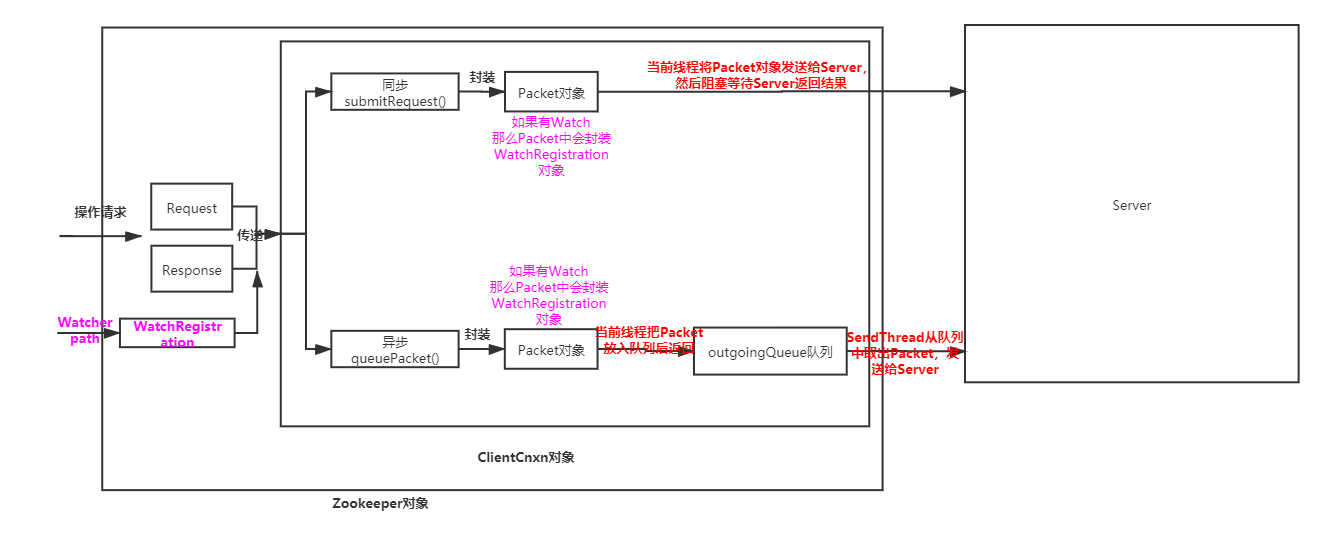 当前线程将Packet对象发送给Server,
然后阻塞等待Server返回结果
同步
submitRequest()
封装
Packet对象
如果有Watch
那么Packet中会封装
WatchRegistration
对象
操作请求
Request
传递
Response
Server
Watcher
path
WatchRegistr
ation
如果有Watch
那么Packet中会封装
WatchRegistration
对象
异步
queuePacket()
封装
Packet对象
当前线程把Packet
放入队列后返回
outgoingQueue队列
SendThread从队列
中取出Packet, 发
送给Server
ClientCnxn对象
Zookeeper对象